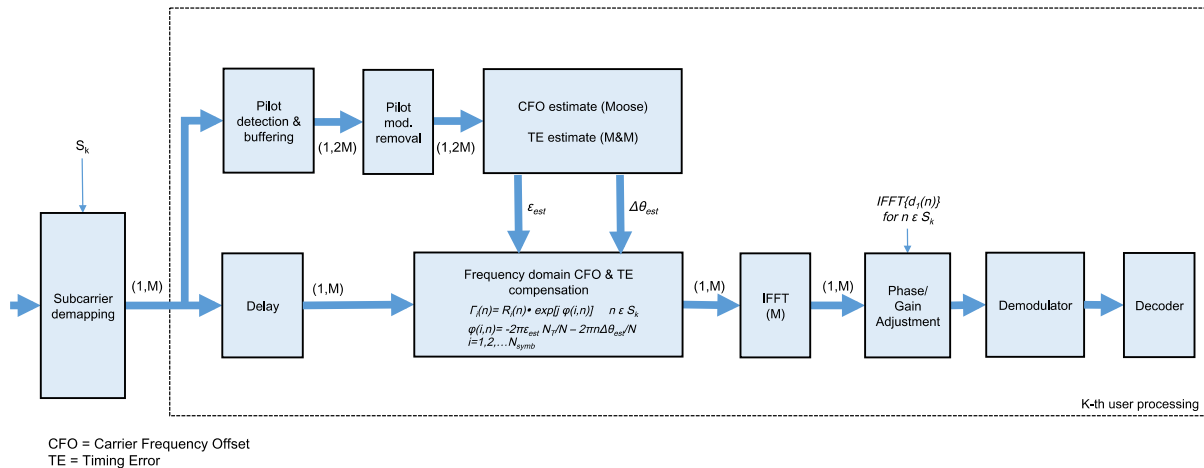 S_k
Subcarrier
demapping
(1,M)
Pilot
detection &
buffering
(1,2M)
Pilot
mod.
removal
(1,2M)
CFO estimate (Moose)
TE estimate (M&M)
ε_est
Δθ_est
Delay
(1,M)
Frequency domain CFO & TE
compensation
Γ_i(n)= R_i(n)• exp[j φ(i,n)] n ε S_k
φ(i,n)= -2πε_est N_T/N – 2πnΔθ_est/N
i=1,2,…N_symb
(1,M)
IFFT
(M)
(1,M)
IFFT{d_1(n)}
for n ε S_k
Phase/
Gain
Adjustment
Demodulator
Decoder
K-th user processing
CFO = Carrier Frequency Offset
TE = Timing Error